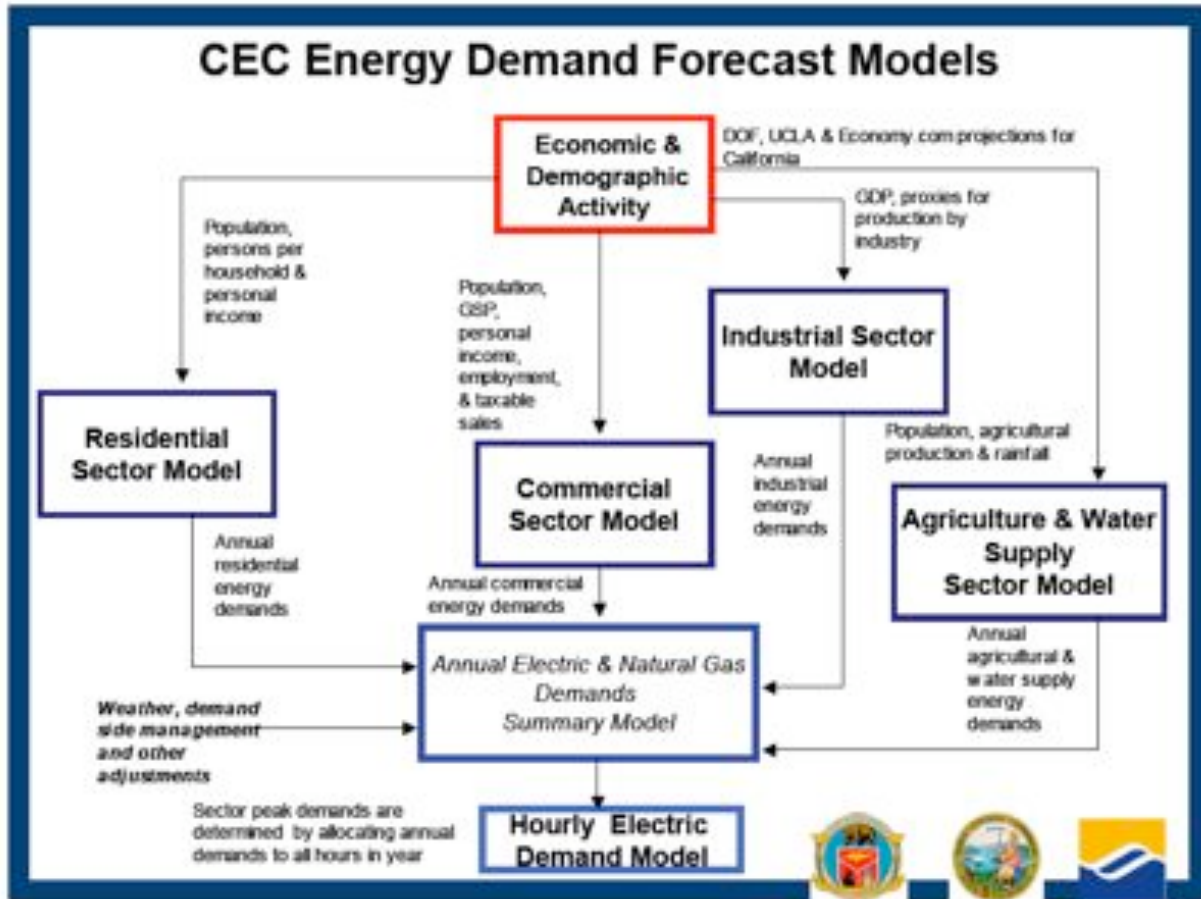 CEC Energy Demand Forecast Models
Economic &
Demographic
Activity
DOF, UCLA & Economy.com projections for
California
GDP, proxies for
production by
industry
Population,
persons per
household &
personal
income
Population,
GSP,
personal
income,
employment,
& taxable
sales
Industrial Sector
Model
Residential
Sector Model
Population, agricultural
production & rainfall
Commercial
Sector Model
Annual
industrial
energy
demands
Agriculture & Water
Supply
Sector Model
Annual
residential
energy
demands
Annual commercial
energy demands
Annual Electric & Natural Gas
Demands
Summary Model
Annual
agricultural &
water supply
energy
demands
Weather, demand
side management
and other
adjustments
Sector peak demands are
determined by allocating annual
demands to all hours in year
Hourly Electric
Demand Model